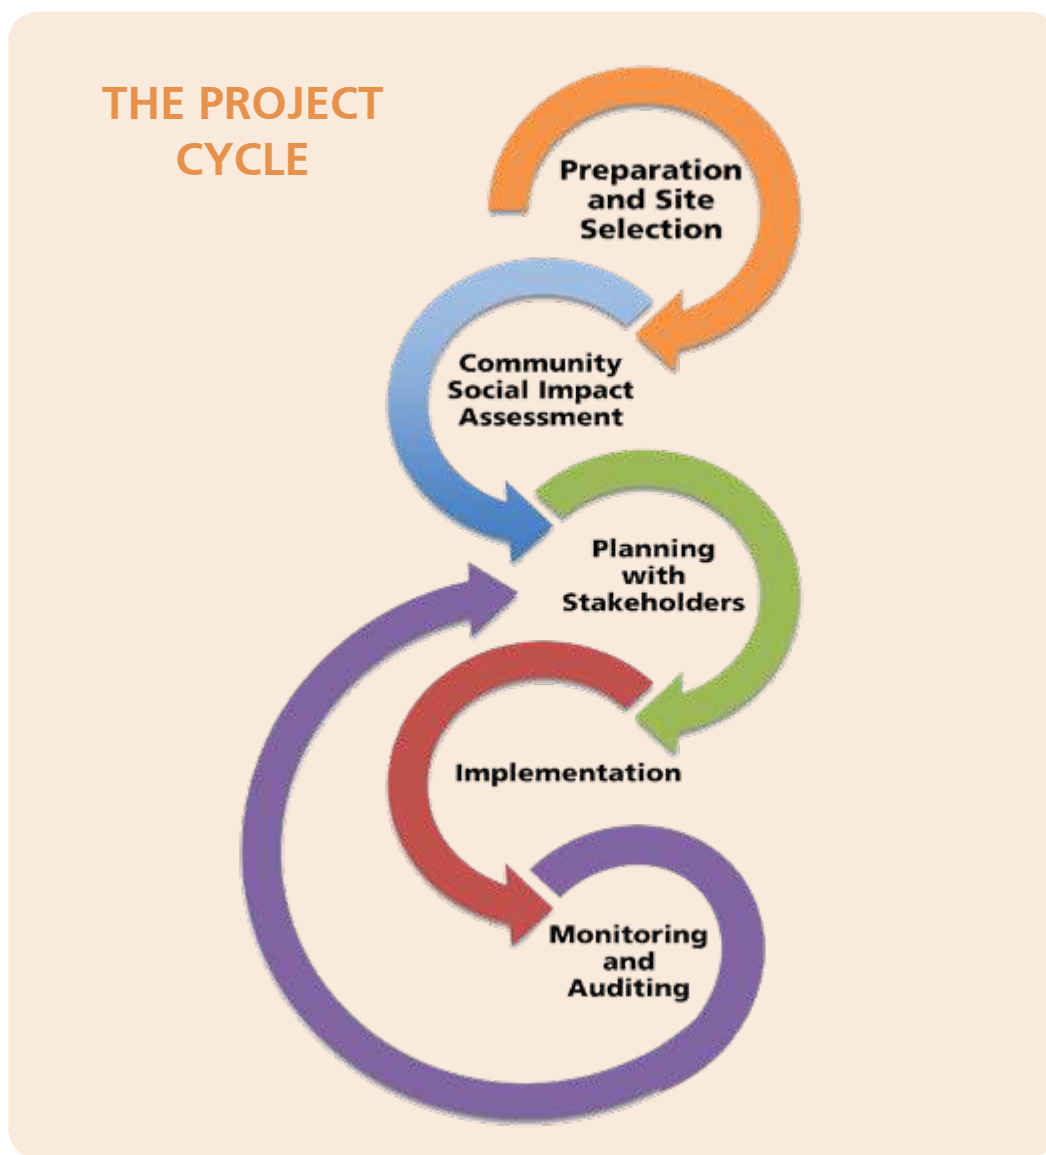 THE PROJECT
CYCLE
Preparation
and Site
Selection
Community
Social Impact
Assessment
Planning
with
Stakeholders
Implementation
Monitoring
and
Auditing